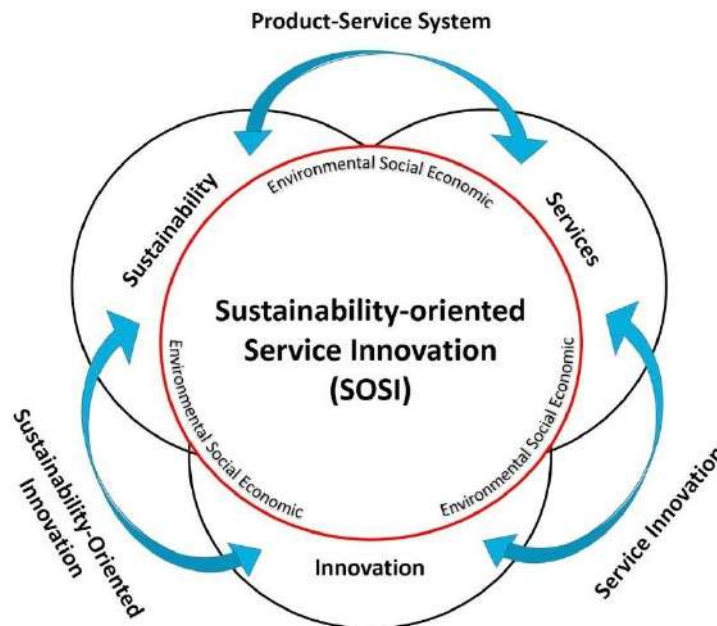 Product-Service System
Environmental Social Economic
Sustainability
Services
Sustainability-oriented
Service Innovation
(SOSI)
Environmental Social Economic
Environmental Social Economic
Sustainability-Oriented
Innovation
Service Innovation
Innovation